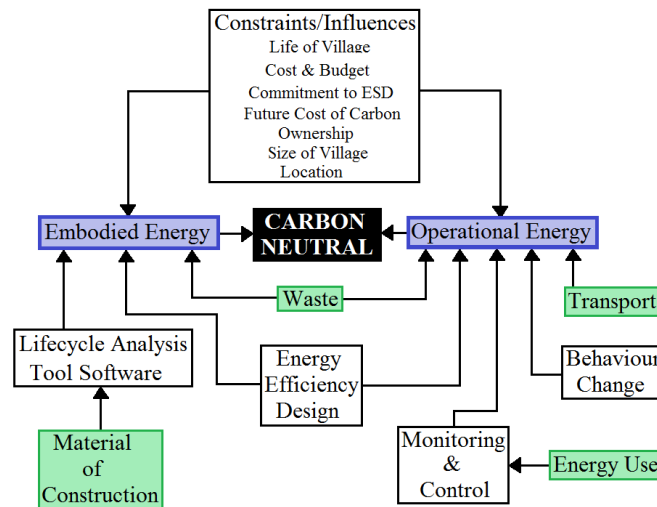 Constraints/Influences
Life of Village
Cost & Budget
Commitment to ESD
Future Cost of Carbon
Ownership
Size of Village
Location
Embodied Energy
CARBON
NEUTRAL
Operational Energy
Waste
Transport
Lifecycle Analysis
Tool Software
Energy
Efficiency
Design
Behaviour
Change
Material
of
Construction
Monitoring
&
Control
Energy Use